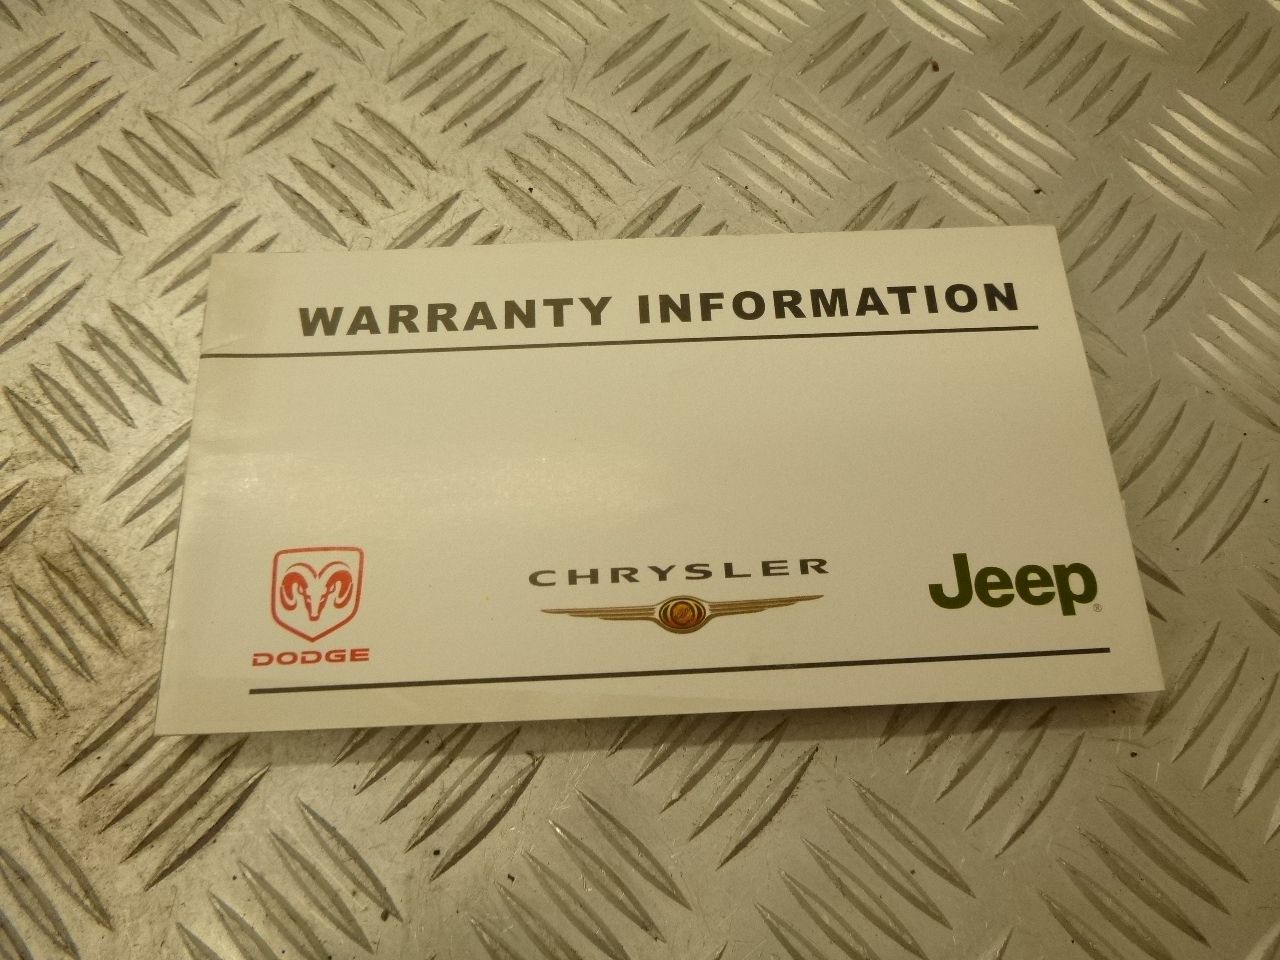 WARRANTY INFORMATION
DODGE
CHRYSLER
Jeep®